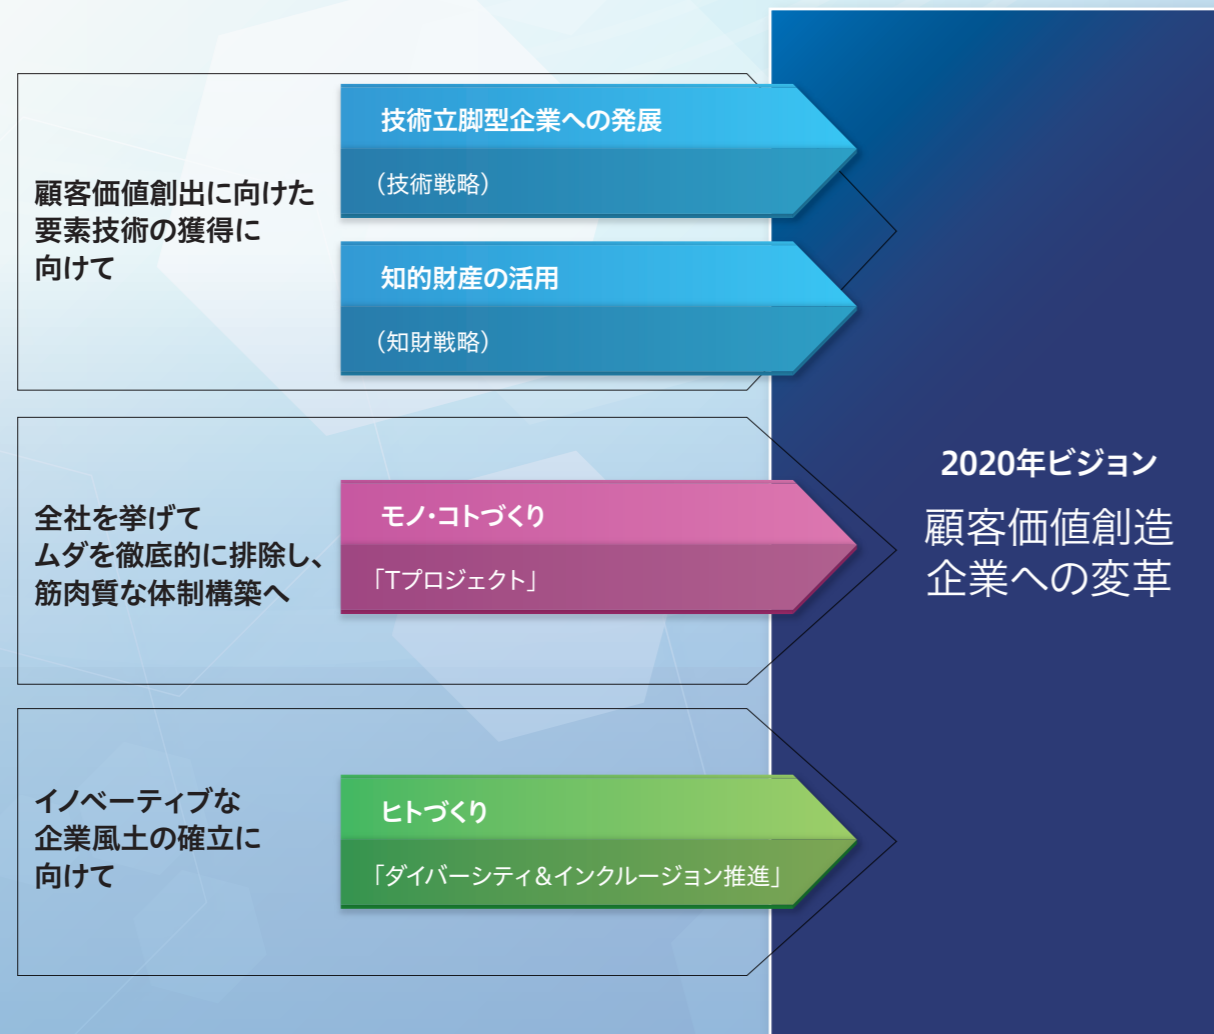 顧客価値創出に向けた
要素技術の獲得に
向けて
技術立脚型企業への発展
（技術戦略）
知的財産の活用
（知財戦略）
全社を挙げて
ムダを徹底的に排除し、
筋肉質な体制構築へ
モノ・コトづくり
「Tプロジェクト」
イノベーティブな
企業風土の確立に
向けて
ヒトづくり
「ダイバーシティ&インクルージョン推進」
2020年ビジョン
顧客価値創造
企業への変革